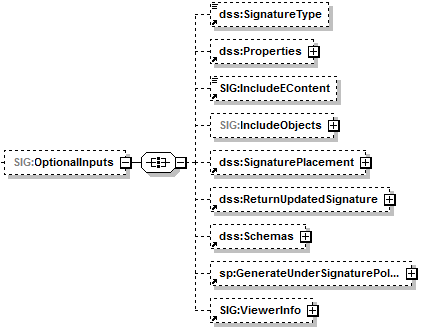 dss:SignatureType
dss:Properties
SIG:IncludeEContent
SIG:IncludeObjects
SIG:OptionalInputs
dss:SignaturePlacement
dss:ReturnUpdatedSignature
dss:Schemas
sp:GenerateUnderSignaturePol...
SIG:ViewerInfo